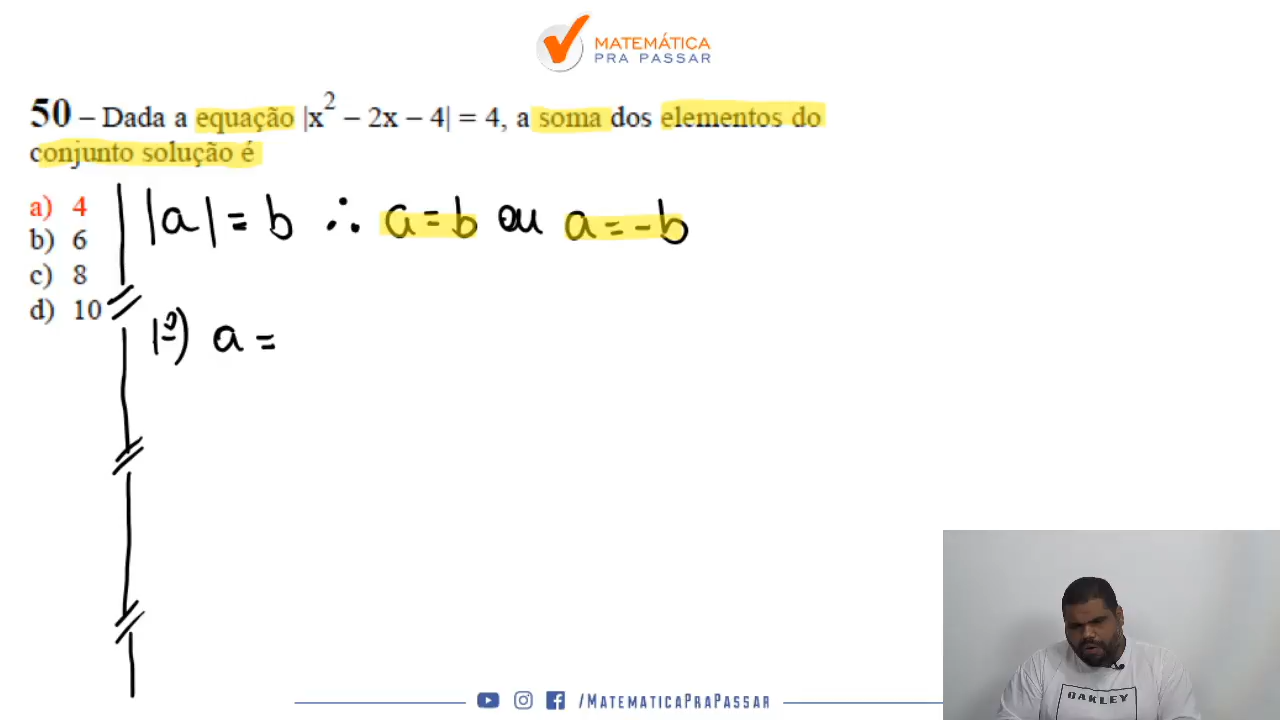 MATEMÁTICA
PRA PASSAR
50 – Dada a equação |x² − 2x − 4| = 4, a soma dos elementos do
conjunto solução é
a) 4
b) 6
c) 8
d) 10
|a| = b ∴ a = b ou a = -b
1º) a =
OAKLEY
/MATEMATICAPRAPASSAR